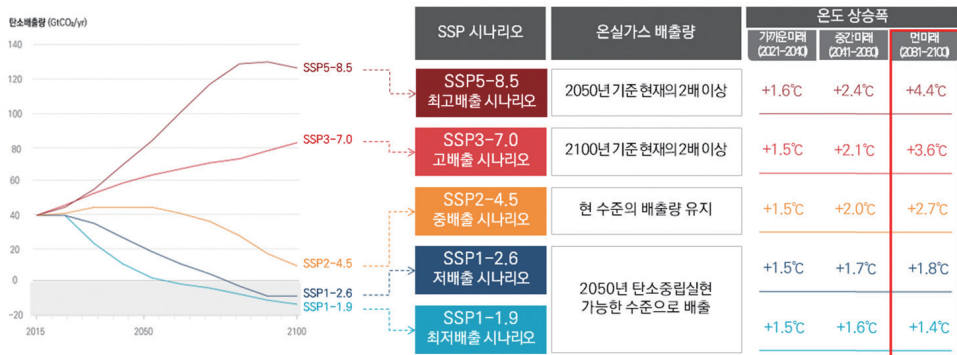 탄소배출량 (GtCO₂/yr)
140
120
100
80
60
40
20
0
−20
2015
2050
2100
SSP5-8.5
SSP3-7.0
SSP2-4.5
SSP1-2.6
SSP1-1.9
SSP 시나리오
온실가스 배출량
온도 상승폭
가까운미래
(2021-2040)
중간미래
(2041-2060)
먼미래
(2081-2100)
SSP5-8.5
최고배출 시나리오
2050년 기준 현재의 2배 이상
+1.6℃
+2.4℃
+4.4℃
SSP3-7.0
고배출 시나리오
2100년 기준 현재의 2배 이상
+1.5℃
+2.1℃
+3.6℃
SSP2-4.5
중배출 시나리오
현 수준의 배출량 유지
+1.5℃
+2.0℃
+2.7℃
SSP1-2.6
저배출 시나리오
2050년 탄소중립실현
가능한 수준으로 배출
+1.5℃
+1.7℃
+1.8℃
SSP1-1.9
최저배출 시나리오
+1.5℃
+1.6℃
+1.4℃